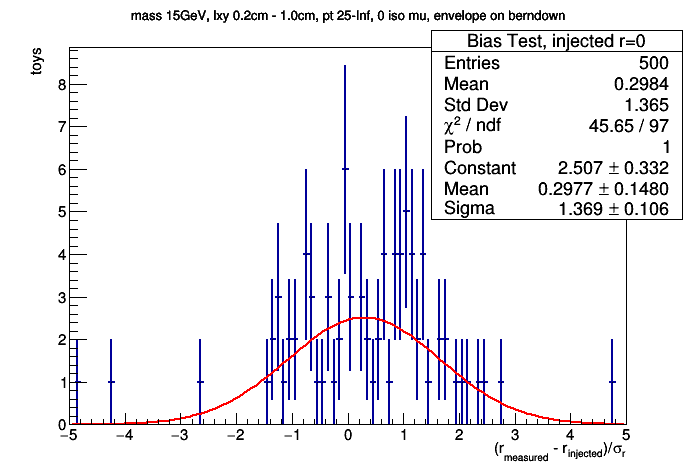 mass 15GeV, lxy 0.2cm - 1.0cm, pt 25-Inf, 0 iso mu, envelope on berndown
Bias Test, injected r=0
Entries 500
Mean 0.2984
Std Dev 1.365
χ² / ndf 45.65 / 97
Prob 1
Constant 2.507 ± 0.332
Mean 0.2977 ± 0.1480
Sigma 1.369 ± 0.106
toys
8
7
6
5
4
3
2
1
0
−5 −4 −3 −2 −1 0 1 2 3 4 5
(r_measured - r_injected)/σ_r